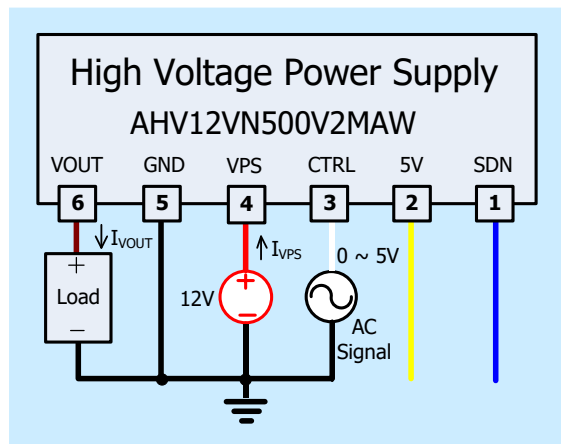 High Voltage Power Supply
AHV12VN500V2MAW
VOUT GND VPS CTRL 5V SDN
6 5 4 3 2 1
↓IVOUT ↑IVPS 0 ~ 5V
+ +
Load 12V
− −
AC
Signal